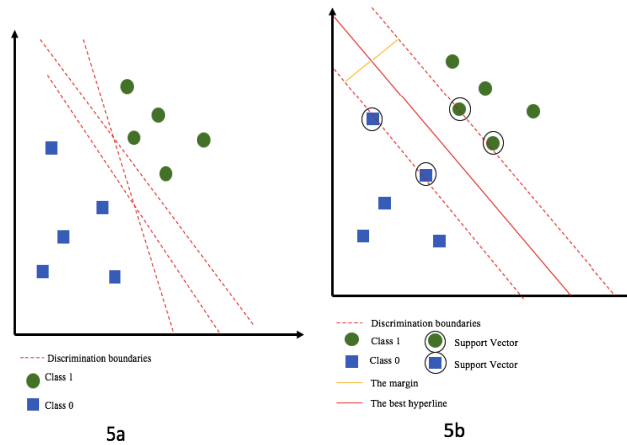 Discrimination boundaries
Class 1
Class 0
5a
Discrimination boundaries
Class 1
Support Vector
Class 0
Support Vector
The margin
The best hyperline
5b